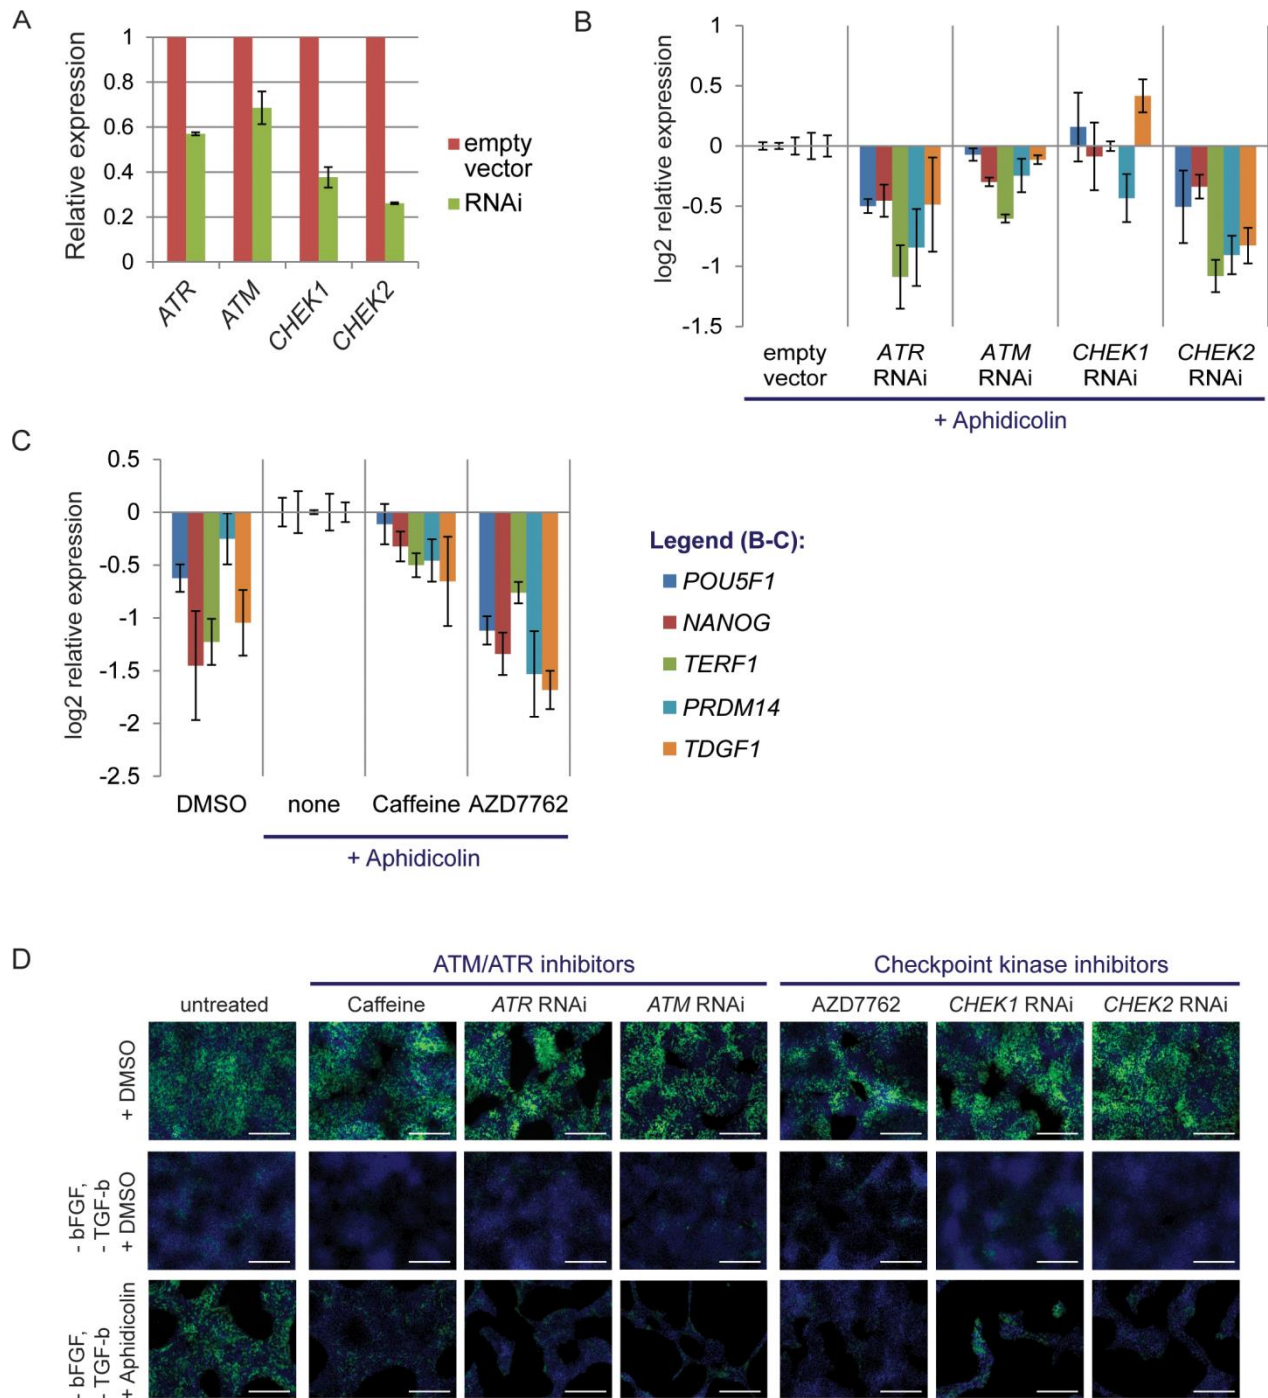 A
Relative expression
1
0.8
0.6
0.4
0.2
0
ATR
ATM
CHEK1
CHEK2
empty
vector
RNAi
B
log2 relative expression
1
0.5
0
-0.5
-1
-1.5
empty
vector
ATR
RNAi
ATM
RNAi
CHEK1
RNAi
CHEK2
RNAi
+ Aphidicolin
C
log2 relative expression
0.5
0
-0.5
-1
-1.5
-2
-2.5
DMSO
none
Caffeine
AZD7762
+ Aphidicolin
Legend (B-C):
POU5F1
NANOG
TERF1
PRDM14
TDGF1
D
ATM/ATR inhibitors
Checkpoint kinase inhibitors
untreated
Caffeine
ATR RNAi
ATM RNAi
AZD7762
CHEK1 RNAi
CHEK2 RNAi
+ DMSO
- bFGF,
- TGF-b
+ DMSO
- bFGF,
- TGF-b
+ Aphidicolin